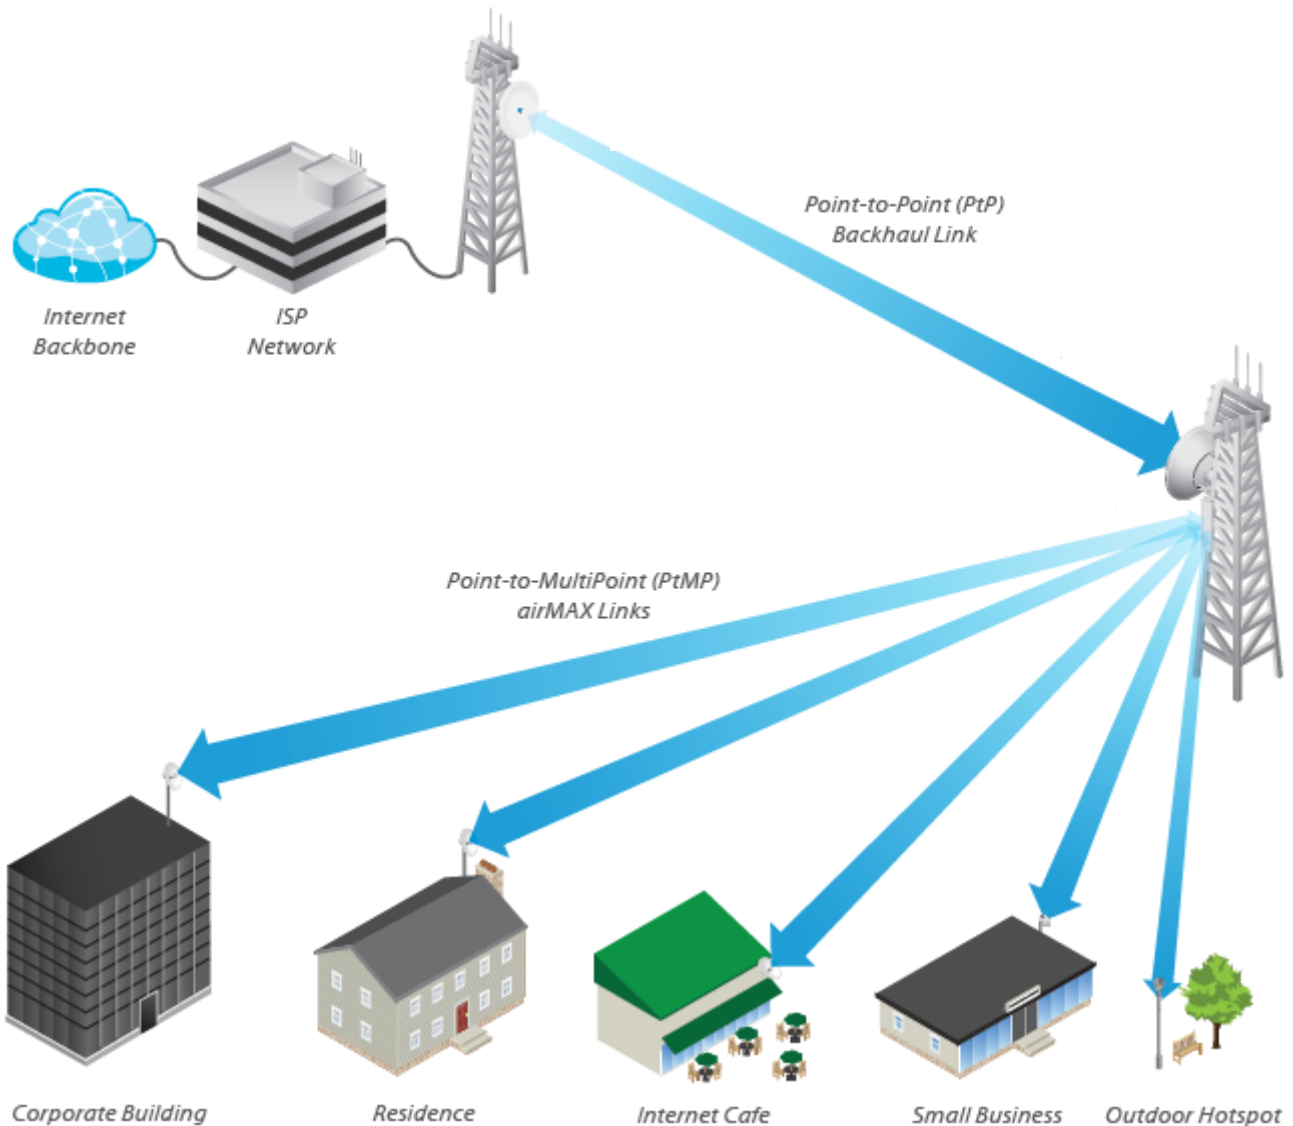 Point-to-Point (PtP)
Backhaul Link
Internet
Backbone
ISP
Network
Point-to-MultiPoint (PtMP)
airMAX Links
Corporate Building
Residence
Internet Cafe
Small Business
Outdoor Hotspot